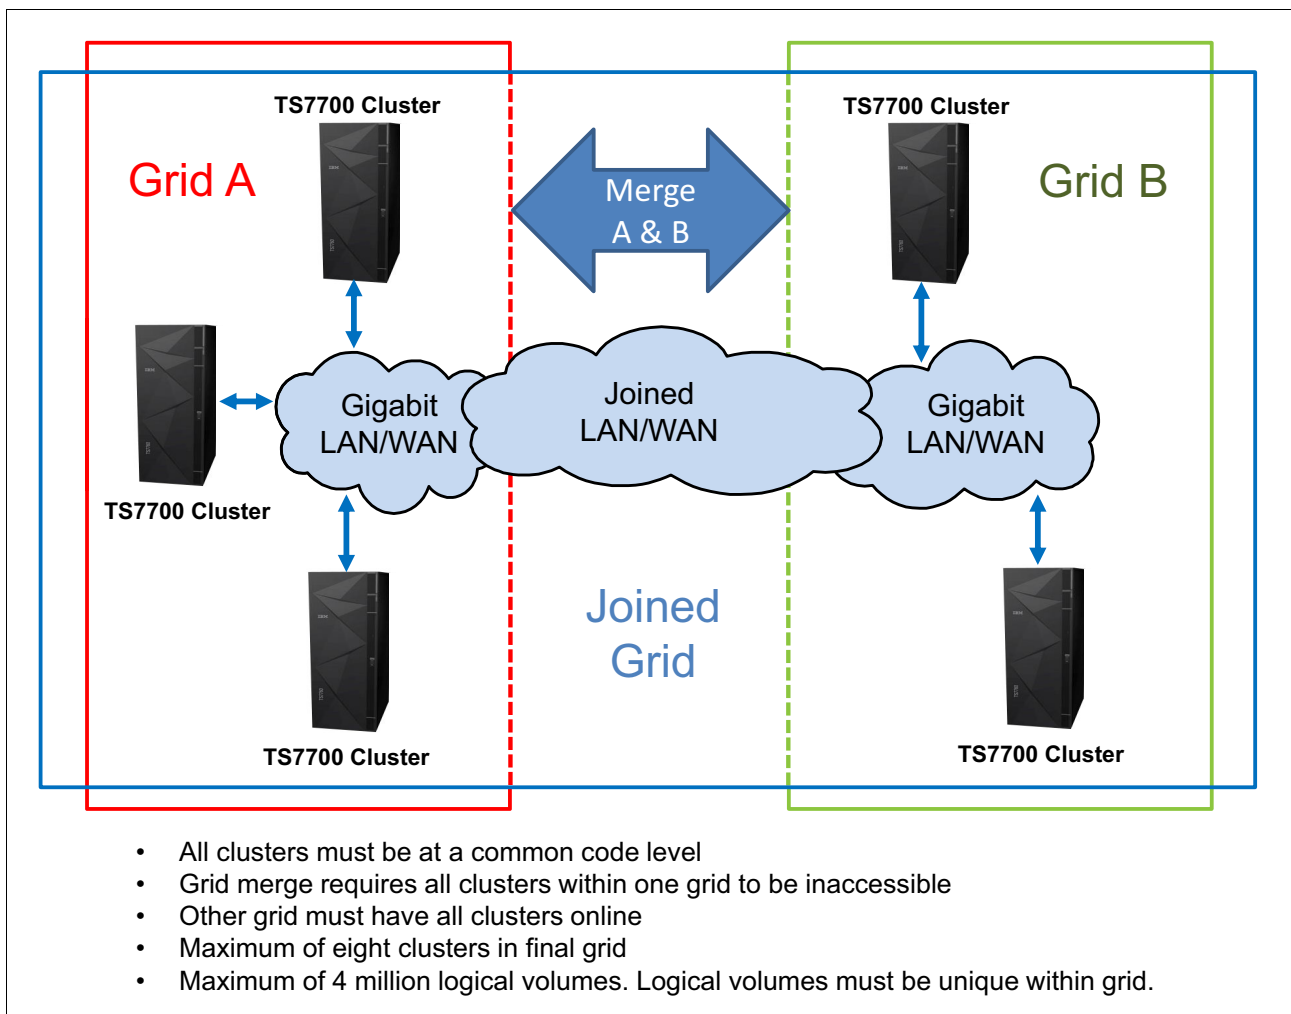 TS7700 Cluster
TS7700 Cluster
Grid A
Merge
A & B
Grid B
Gigabit
LAN/WAN
Joined
LAN/WAN
Gigabit
LAN/WAN
TS7700 Cluster
Joined
Grid
TS7700 Cluster
TS7700 Cluster
• All clusters must be at a common code level
• Grid merge requires all clusters within one grid to be inaccessible
• Other grid must have all clusters online
• Maximum of eight clusters in final grid
• Maximum of 4 million logical volumes. Logical volumes must be unique within grid.